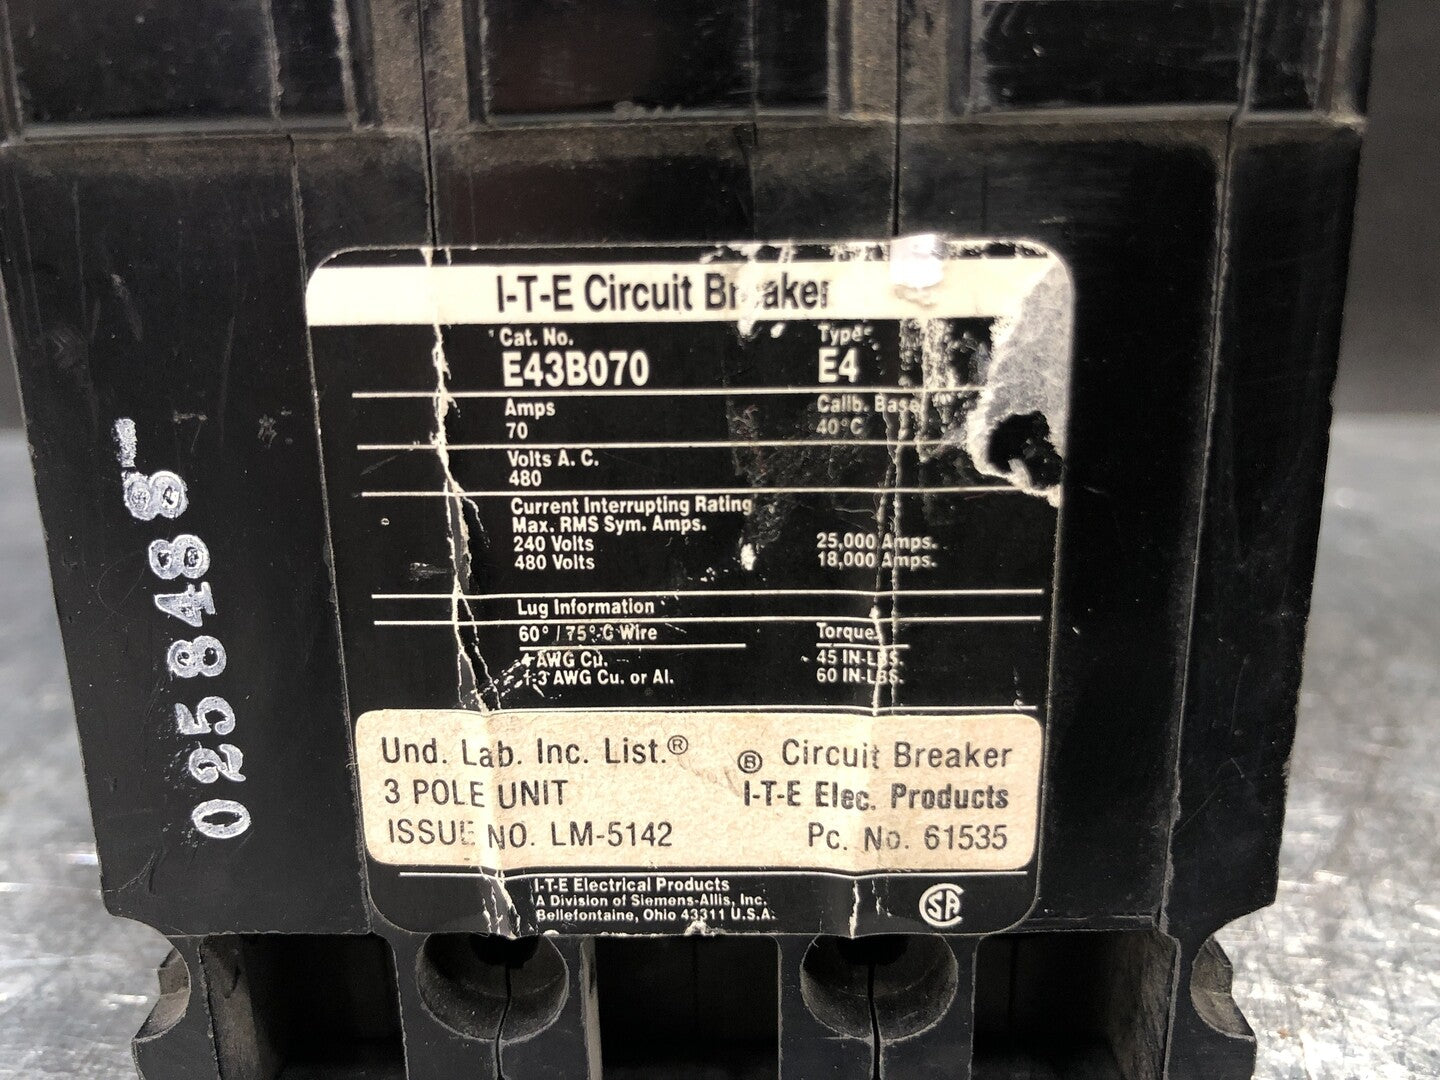 I-T-E Circuit Breaker
Cat. No. Type
E43B070 E4
Amps Calib. Base
70 40°C
Volts A. C.
480
Current Interrupting Rating
Max. RMS Sym. Amps.
240 Volts 25,000 Amps.
480 Volts 18,000 Amps.
Lug Information
60° / 75° C Wire Torque
4 AWG Cu. 45 IN-LBS.
1-3 AWG Cu. or Al. 60 IN-LBS.
Und. Lab. Inc. List.® ® Circuit Breaker
3 POLE UNIT I-T-E Elec. Products
ISSUE NO. LM-5142 Pc. No. 61535
I-T-E Electrical Products
A Division of Siemens-Allis, Inc.
Bellefontaine, Ohio 43311 U.S.A.
SA
0258488